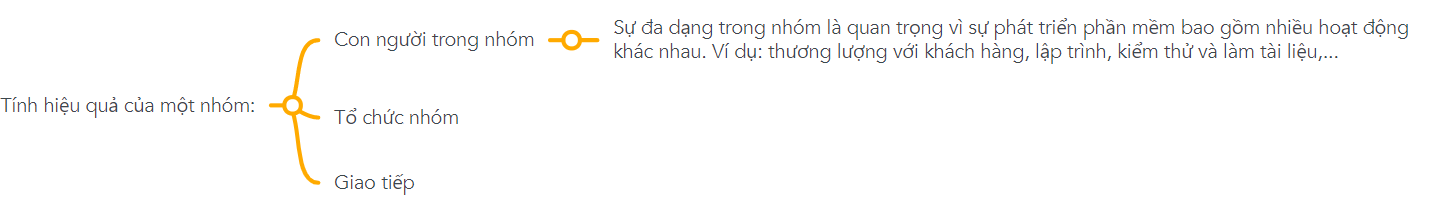 Con người trong nhóm
Sự đa dạng trong nhóm là quan trọng vì sự phát triển phần mềm bao gồm nhiều hoạt động
khác nhau. Ví dụ: thương lượng với khách hàng, lập trình, kiểm thử và làm tài liệu,...
Tính hiệu quả của một nhóm:
Tổ chức nhóm
Giao tiếp